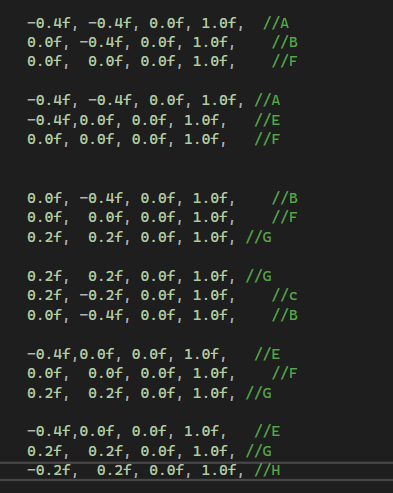 -0.4f, -0.4f, 0.0f, 1.0f,  //A
0.0f, -0.4f, 0.0f, 1.0f,    //B
0.0f,  0.0f, 0.0f, 1.0f,    //F

-0.4f, -0.4f, 0.0f, 1.0f, //A
-0.4f,0.0f, 0.0f, 1.0f,   //E
0.0f, 0.0f, 0.0f, 1.0f,   //F


0.0f, -0.4f, 0.0f, 1.0f,    //B
0.0f,  0.0f, 0.0f, 1.0f,    //F
0.2f,  0.2f, 0.0f, 1.0f, //G

0.2f,  0.2f, 0.0f, 1.0f, //G
0.2f, -0.2f, 0.0f, 1.0f,    //c
0.0f, -0.4f, 0.0f, 1.0f,    //B

-0.4f,0.0f, 0.0f, 1.0f,   //E
0.0f,  0.0f, 0.0f, 1.0f,    //F
0.2f,  0.2f, 0.0f, 1.0f, //G

-0.4f,0.0f, 0.0f, 1.0f,   //E
0.2f,  0.2f, 0.0f, 1.0f, //G
-0.2f,  0.2f, 0.0f, 1.0f, //H